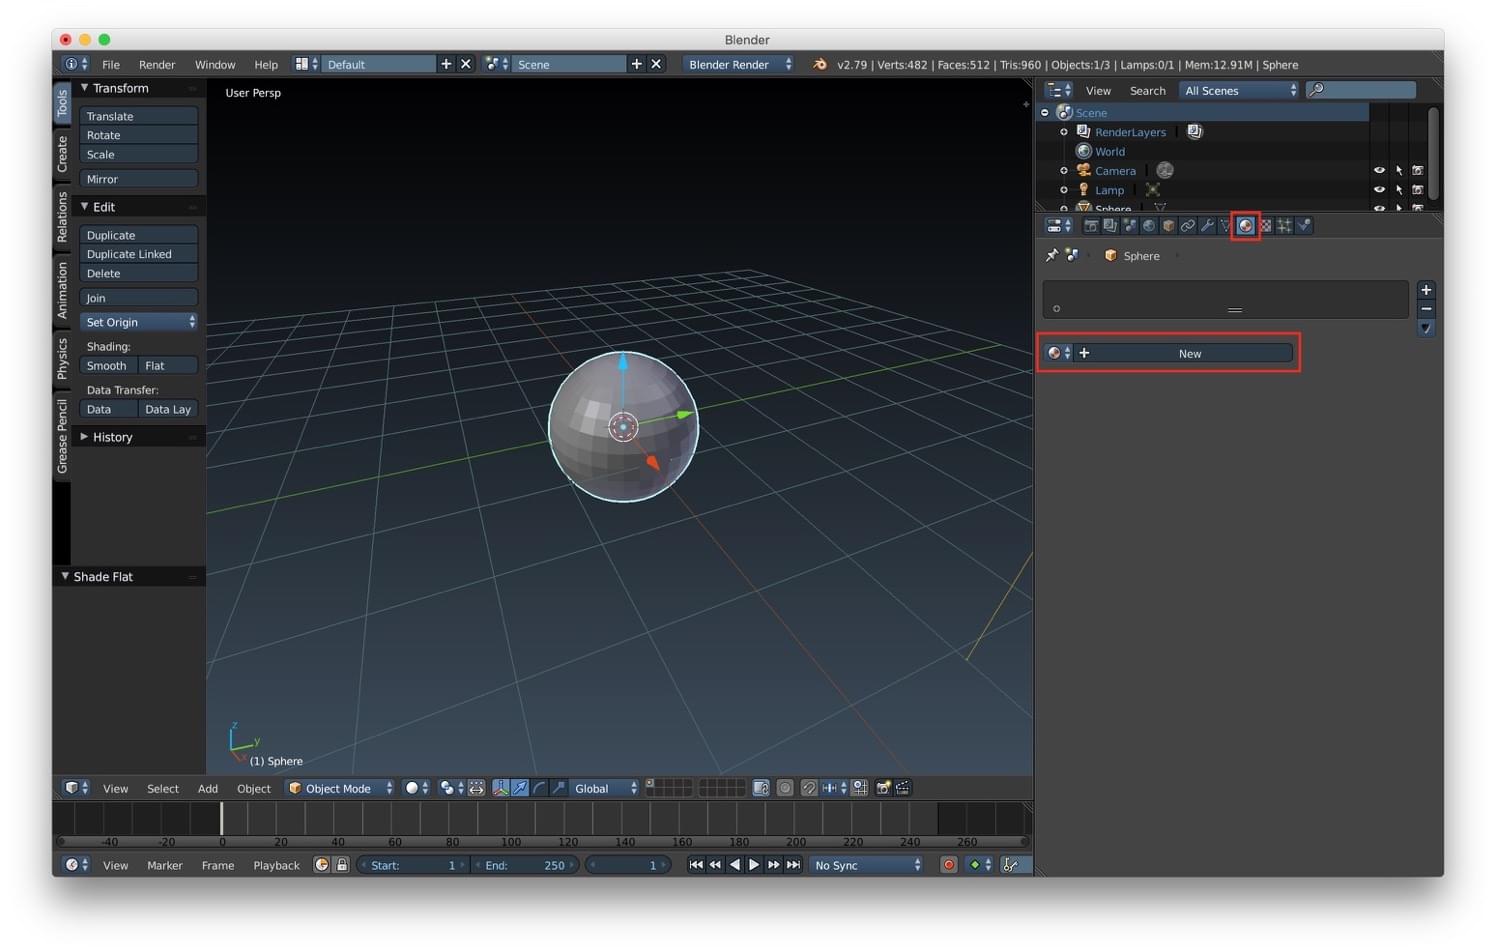 Blender
File Render Window Help Default Scene Blender Render v2.79 | Verts:482 | Faces:512 | Tris:960 | Objects:1/3 | Lamps:0/1 | Mem:12.91M | Sphere
Tools
Create
Relations
Animation
Physics
Grease Pencil
Transform
Translate
Rotate
Scale
Mirror
Edit
Duplicate
Duplicate Linked
Delete
Join
Set Origin
Shading:
Smooth Flat
Data Transfer:
Data Data Lay
History
Shade Flat
User Persp
z
y
x
(1) Sphere
View Search All Scenes
Scene
RenderLayers
World
Camera
Lamp
Sphere
Sphere
New
View Select Add Object Object Mode Global
-40 -20 0 20 40 60 80 100 120 140 160 180 200 220 240 260
View Marker Frame Playback Start: 1 End: 250 1 No Sync